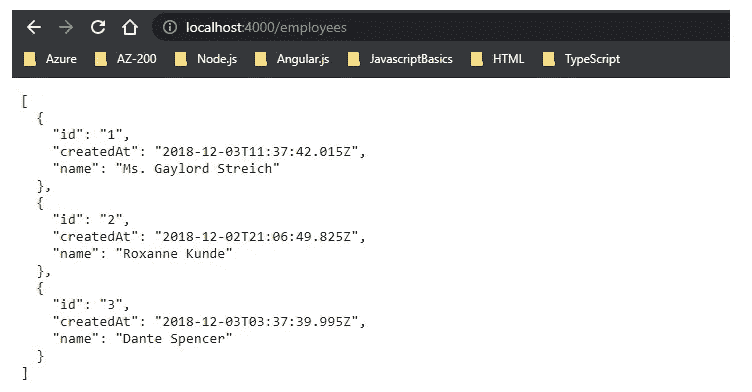 localhost:4000/employees
Azure AZ-200 Node.js Angular.js JavascriptBasics HTML TypeScript
[
  {
    "id": "1",
    "createdAt": "2018-12-03T11:37:42.015Z",
    "name": "Ms. Gaylord Streich"
  },
  {
    "id": "2",
    "createdAt": "2018-12-02T21:06:49.825Z",
    "name": "Roxanne Kunde"
  },
  {
    "id": "3",
    "createdAt": "2018-12-03T03:37:39.995Z",
    "name": "Dante Spencer"
  }
]